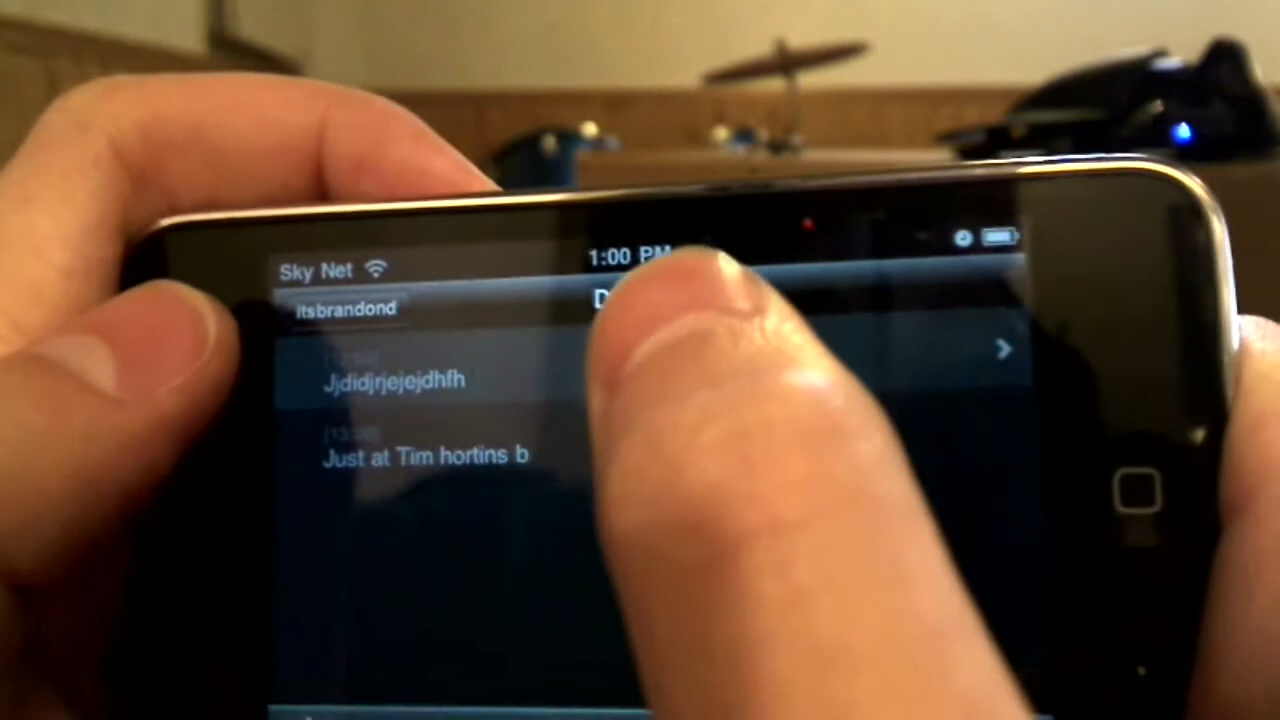 Sky Net
1:00 PM
itsbrandond
Jjdidjrjejejdhfh
Just at Tim hortins b